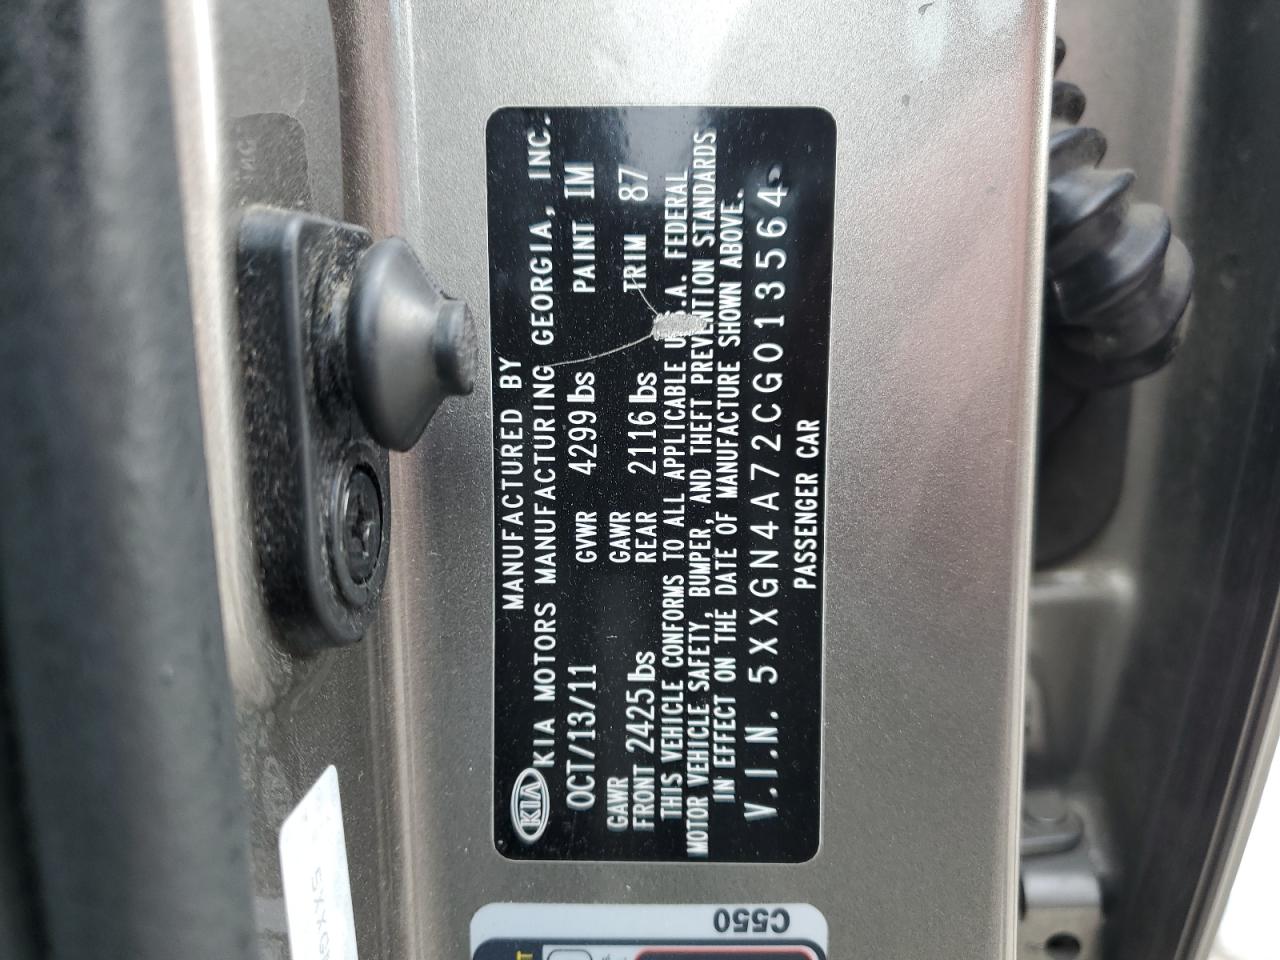 MANUFACTURED BY
KIA KIA MOTORS MANUFACTURING GEORGIA, INC.
OCT/13/11 GVWR 4299 lbs PAINT IM
GAWR FRONT 2425 lbs GAWR REAR 2116 lbs TRIM 87
THIS VEHICLE CONFORMS TO ALL APPLICABLE U.S.A. FEDERAL
MOTOR VEHICLE SAFETY, BUMPER, AND THEFT PREVENTION STANDARDS
IN EFFECT ON THE DATE OF MANUFACTURE SHOWN ABOVE.
V.I.N. 5XXGN4A72CG013564
PASSENGER CAR
C550
5XXG